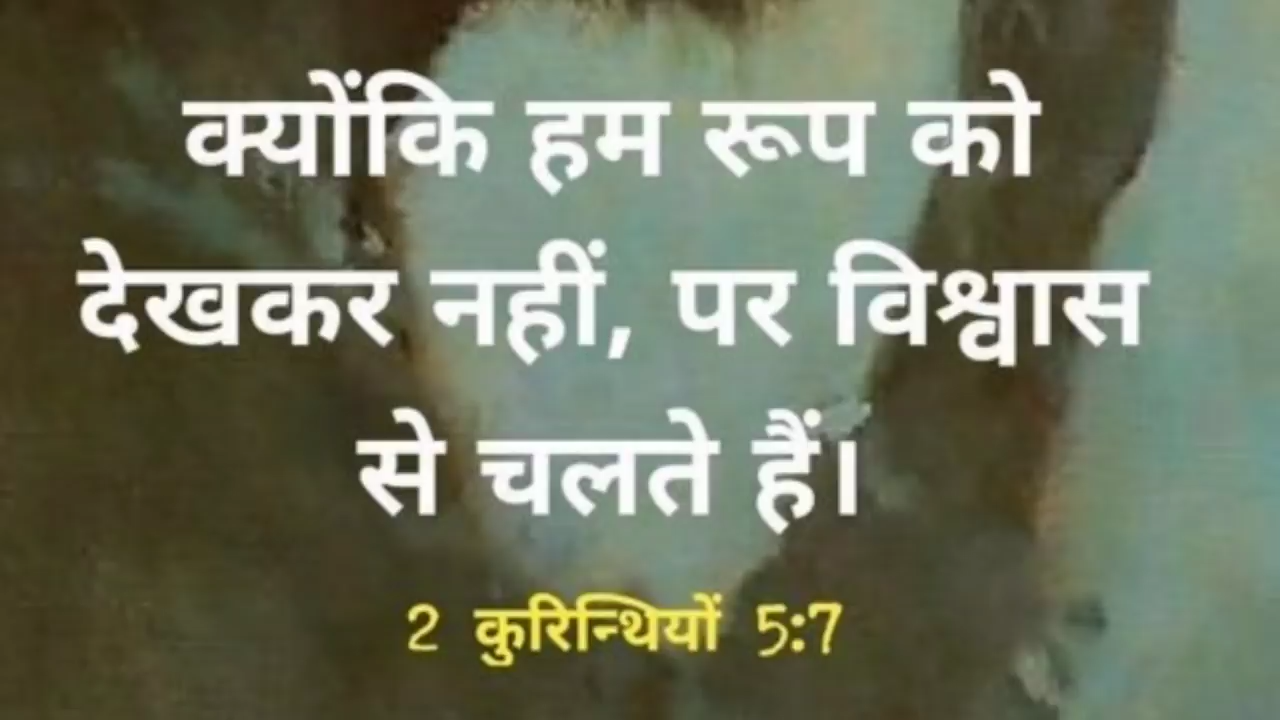 क्योंकि हम रूप को
देखकर नहीं, पर विश्वास
से चलते हैं।
2 कुरिन्थियों 5:7